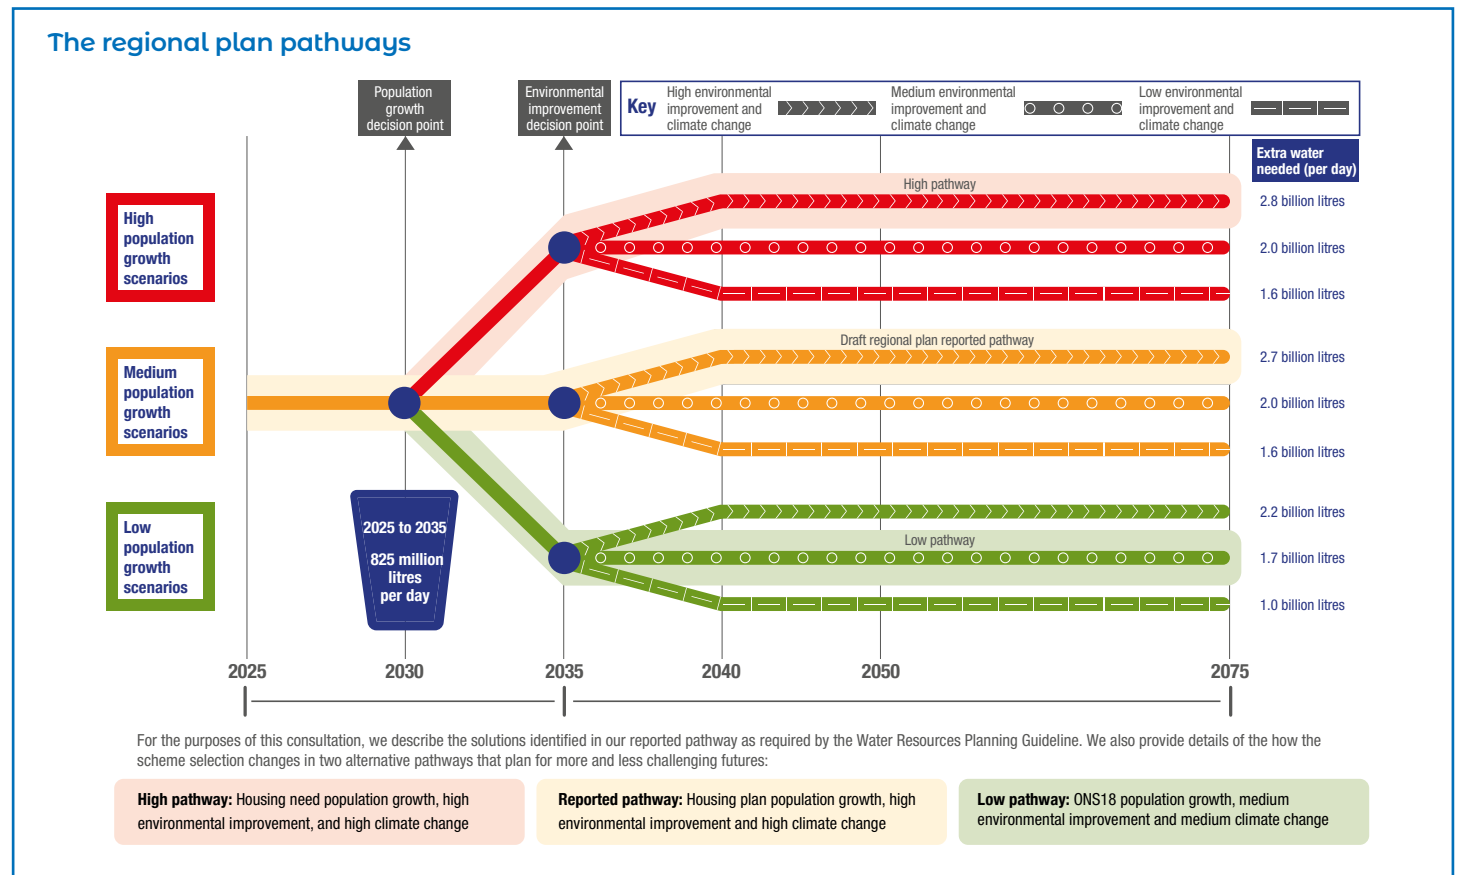 The regional plan pathways
Population
growth
decision point
Environmental
improvement
decision point
Key
High environmental
improvement and
climate change
Medium environmental
improvement and
climate change
Low environmental
improvement and
climate change
Extra water
needed (per day)
High
population
growth
scenarios
High pathway
2.8 billion litres
2.0 billion litres
1.6 billion litres
Medium
population
growth
scenarios
Draft regional plan reported pathway
2.7 billion litres
2.0 billion litres
1.6 billion litres
Low
population
growth
scenarios
2025 to 2035
825 million
litres
per day
Low pathway
2.2 billion litres
1.7 billion litres
1.0 billion litres
2025
2030
2035
2040
2050
2075
For the purposes of this consultation, we describe the solutions identified in our reported pathway as required by the Water Resources Planning Guideline. We also provide details of the how the
scheme selection changes in two alternative pathways that plan for more and less challenging futures:
High pathway: Housing need population growth, high
environmental improvement, and high climate change
Reported pathway: Housing plan population growth, high
environmental improvement and high climate change
Low pathway: ONS18 population growth, medium
environmental improvement and medium climate change